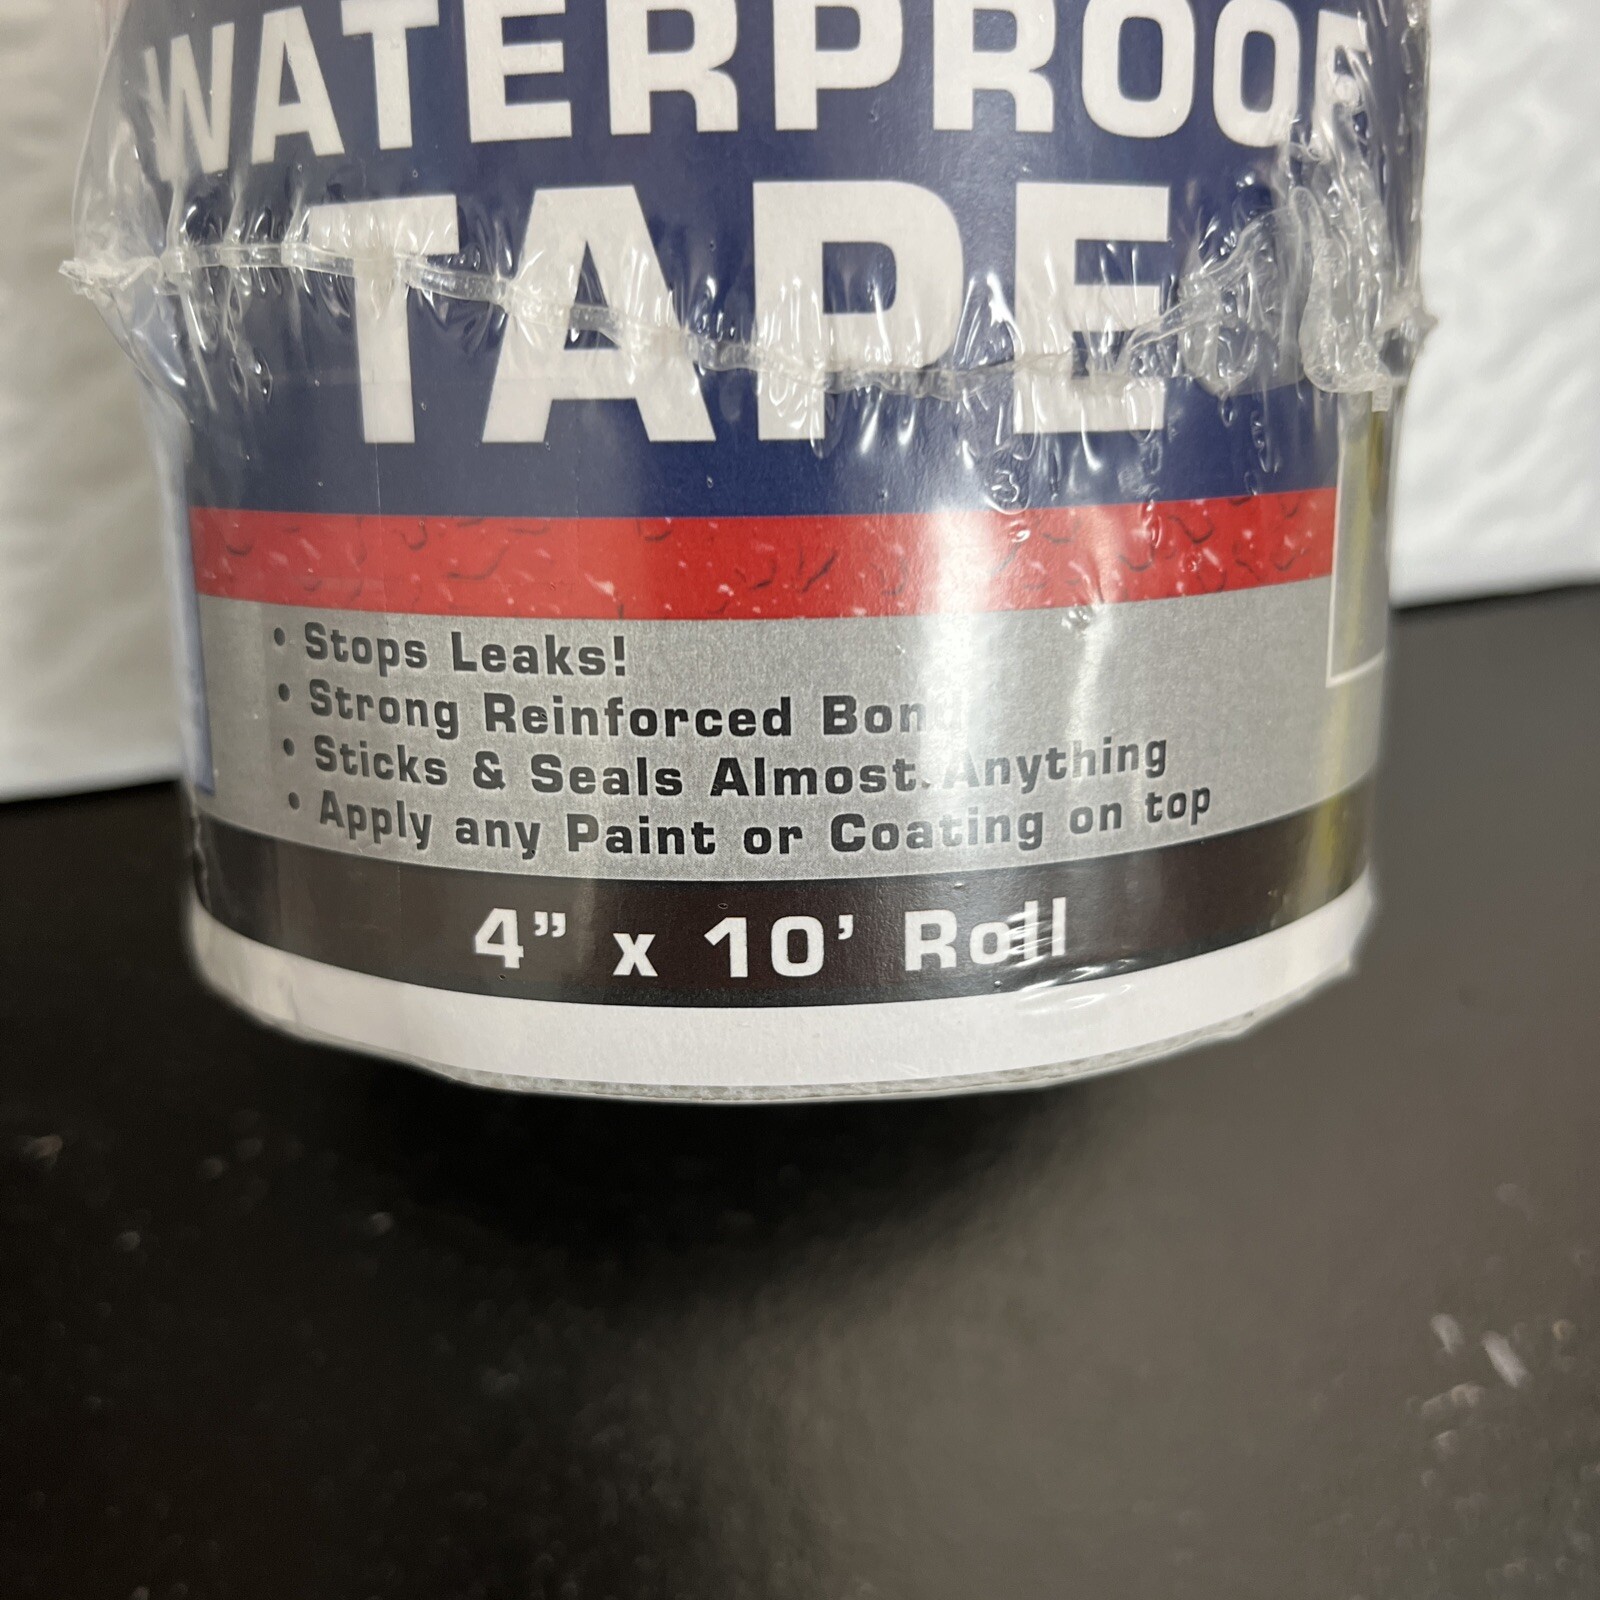 WATERPROOF
TAPE
• Stops Leaks!
• Strong Reinforced Bond
• Sticks & Seals Almost Anything
• Apply any Paint or Coating on top
4” x 10’ Roll